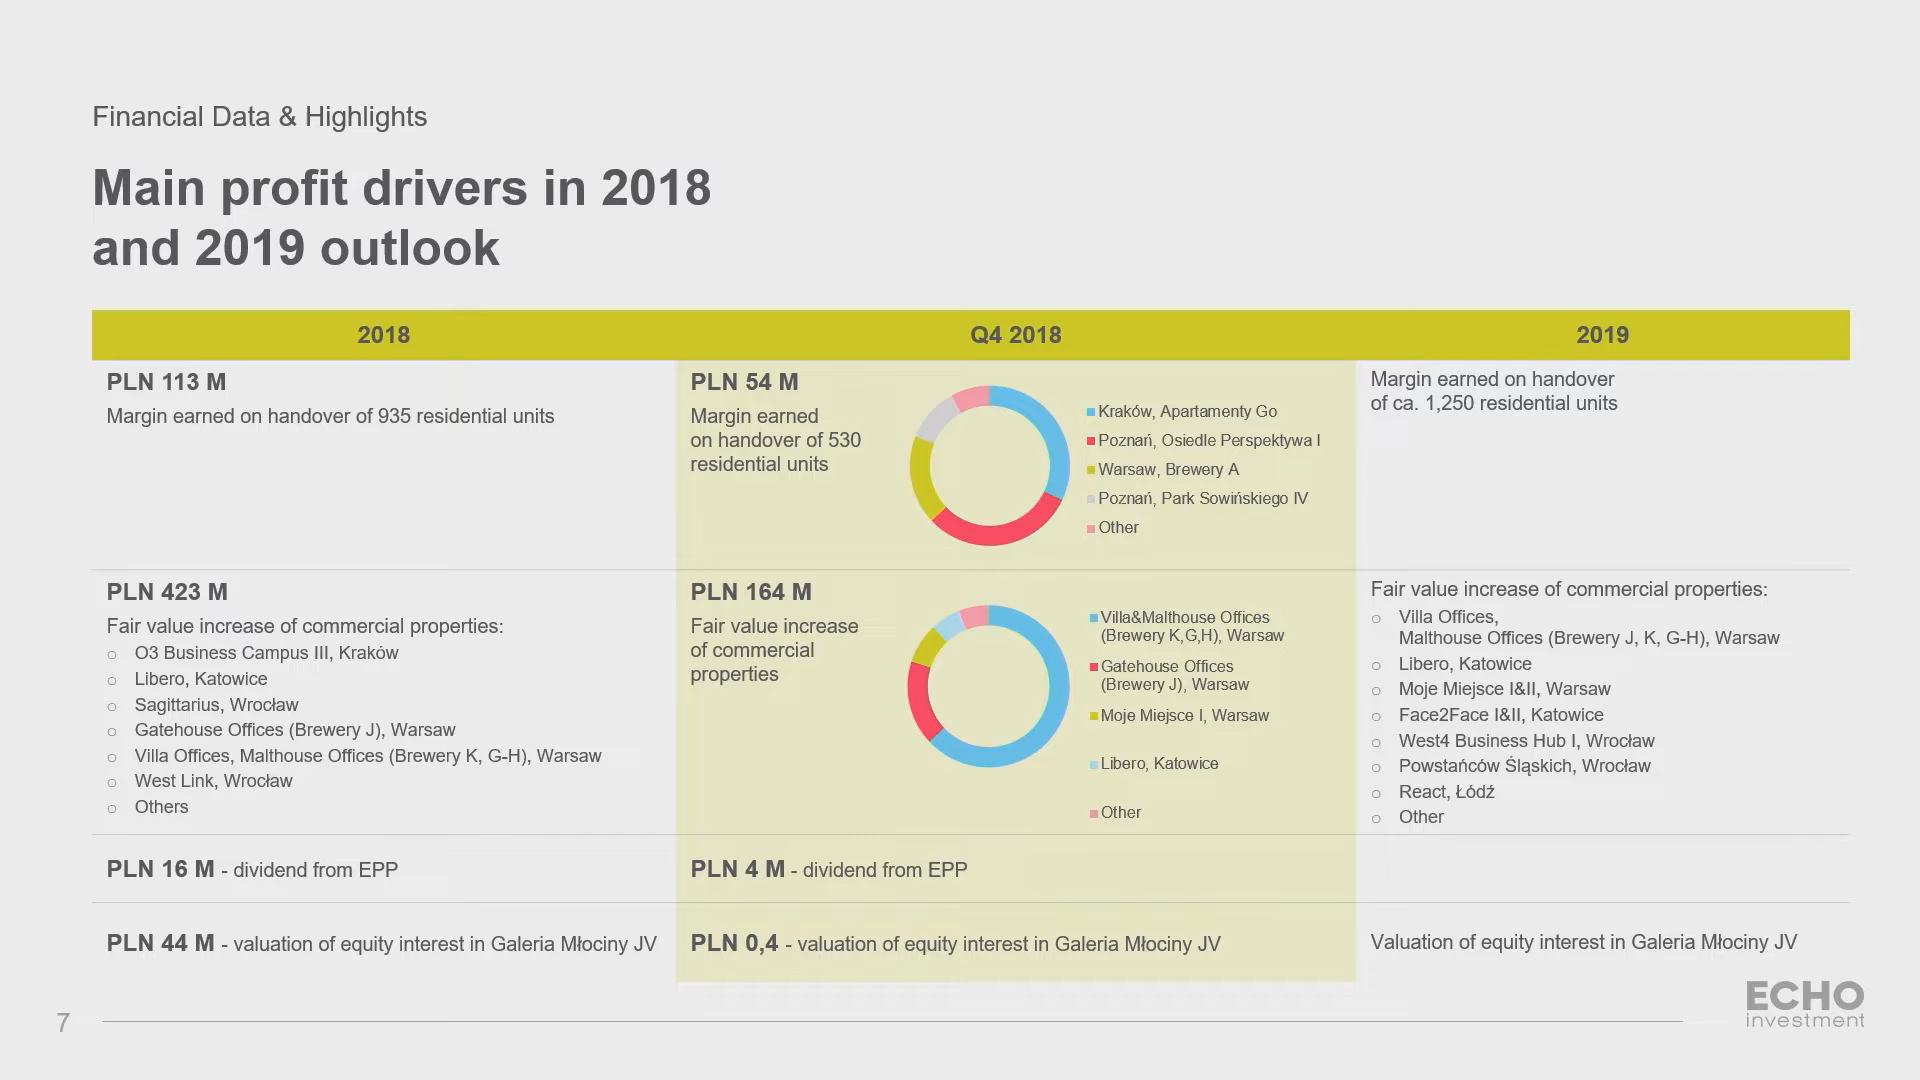 Financial Data & Highlights
Main profit drivers in 2018
and 2019 outlook
2018
Q4 2018
2019
PLN 113 M
Margin earned on handover of 935 residential units
PLN 54 M
Margin earned
on handover of 530
residential units
Kraków, Apartamenty Go
Poznań, Osiedle Perspektywa I
Warsaw, Brewery A
Poznań, Park Sowińskiego IV
Other
Margin earned on handover
of ca. 1,250 residential units
PLN 423 M
Fair value increase of commercial properties:
O3 Business Campus III, Kraków
Libero, Katowice
Sagittarius, Wrocław
Gatehouse Offices (Brewery J), Warsaw
Villa Offices, Malthouse Offices (Brewery K, G-H), Warsaw
West Link, Wrocław
Others
PLN 164 M
Fair value increase
of commercial
properties
Villa&Malthouse Offices
(Brewery K,G,H), Warsaw
Gatehouse Offices
(Brewery J), Warsaw
Moje Miejsce I, Warsaw
Libero, Katowice
Other
Fair value increase of commercial properties:
Villa Offices,
Malthouse Offices (Brewery J, K, G-H), Warsaw
Libero, Katowice
Moje Miejsce I&II, Warsaw
Face2Face I&II, Katowice
West4 Business Hub I, Wrocław
Powstańców Śląskich, Wrocław
React, Łódź
Other
PLN 16 M - dividend from EPP
PLN 4 M - dividend from EPP
PLN 44 M - valuation of equity interest in Galeria Młociny JV
PLN 0,4 - valuation of equity interest in Galeria Młociny JV
Valuation of equity interest in Galeria Młociny JV
7
ECHO
investment